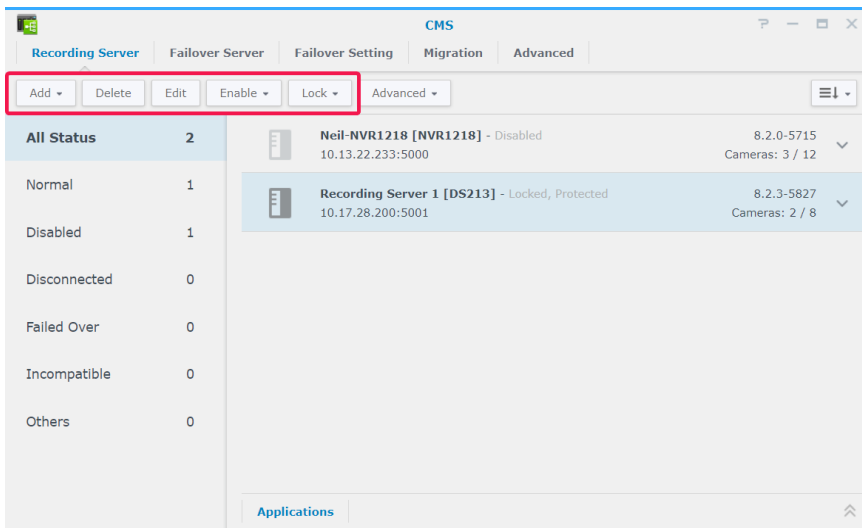 CMS
Recording Server Failover Server Failover Setting Migration Advanced
Add Delete Edit Enable Lock Advanced
All Status 2
Normal 1
Disabled 1
Disconnected 0
Failed Over 0
Incompatible 0
Others 0
Neil-NVR1218 [NVR1218] - Disabled 8.2.0-5715
10.13.22.233:5000 Cameras: 3 / 12
Recording Server 1 [DS213] - Locked, Protected 8.2.3-5827
10.17.28.200:5001 Cameras: 2 / 8
Applications